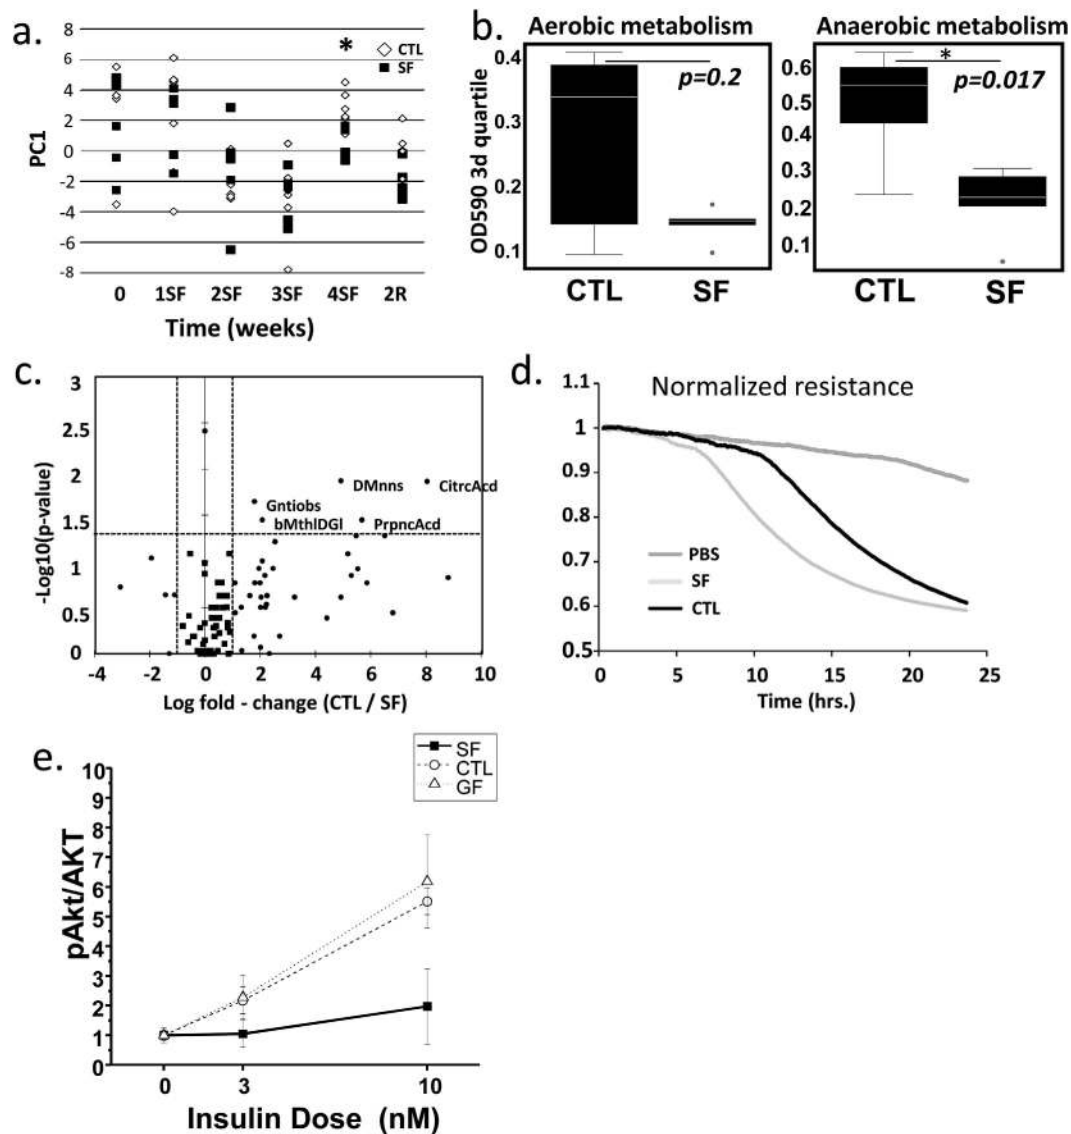 a.
8
6
4
2
0
-2
-4
-6
-8
PC1
*
CTL
SF
0 1SF 2SF 3SF 4SF 2R
Time (weeks)
b.
Aerobic metabolism
0.4
0.3
0.2
0.1
OD590 3d quartile
p=0.2
CTL SF
Anaerobic metabolism
0.6
0.5
0.4
0.3
0.2
0.1
*
p=0.017
CTL SF
c.
3
2.5
2
1.5
1
0.5
0
-Log10(p-value)
DMnns CitrcAcd
Gntiobs
bMthlDGl PrpncAcd
-4 -2 0 2 4 6 8 10
Log fold - change (CTL / SF)
d.
Normalized resistance
1.1
1
0.9
0.8
0.7
0.6
0.5
PBS
SF
CTL
0 5 10 15 20 25
Time (hrs.)
e.
SF
CTL
GF
10
9
8
7
6
5
4
3
2
1
0
pAkt/AKT
0 3 10
Insulin Dose (nM)